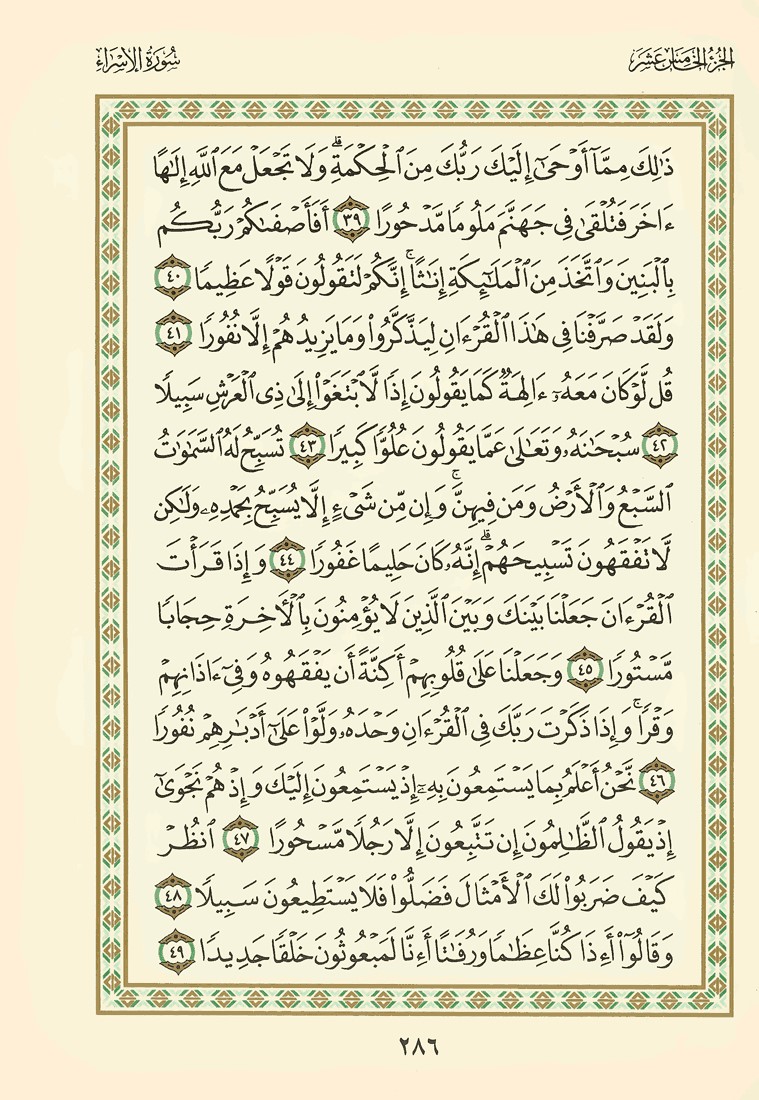 الجزء الخامس عشر
سورة الإسراء
ذَٰلِكَ مِمَّآ أَوْحَىٰٓ إِلَيْكَ رَبُّكَ مِنَ ٱلْحِكْمَةِۗ وَلَا تَجْعَلْ مَعَ ٱللَّهِ إِلَٰهًا
ءَاخَرَ فَتُلْقَىٰ فِى جَهَنَّمَ مَلُومًا مَّدْحُورًا ٣٩ أَفَأَصْفَىٰكُمْ رَبُّكُم
بِٱلْبَنِينَ وَٱتَّخَذَ مِنَ ٱلْمَلَٰٓئِكَةِ إِنَٰثًاۚ إِنَّكُمْ لَتَقُولُونَ قَوْلًا عَظِيمًا ٤٠
وَلَقَدْ صَرَّفْنَا فِى هَٰذَا ٱلْقُرْءَانِ لِيَذَّكَّرُوا۟ وَمَا يَزِيدُهُمْ إِلَّا نُفُورًا ٤١
قُل لَّوْ كَانَ مَعَهُۥٓ ءَالِهَةٌ كَمَا يَقُولُونَ إِذًا لَّٱبْتَغَوْا۟ إِلَىٰ ذِى ٱلْعَرْشِ سَبِيلًا
٤٢ سُبْحَٰنَهُۥ وَتَعَٰلَىٰ عَمَّا يَقُولُونَ عُلُوًّا كَبِيرًا ٤٣ تُسَبِّحُ لَهُ ٱلسَّمَٰوَٰتُ
ٱلسَّبْعُ وَٱلْأَرْضُ وَمَن فِيهِنَّۚ وَإِن مِّن شَىْءٍ إِلَّا يُسَبِّحُ بِحَمْدِهِۦ وَلَٰكِن
لَّا تَفْقَهُونَ تَسْبِيحَهُمْۗ إِنَّهُۥ كَانَ حَلِيمًا غَفُورًا ٤٤ وَإِذَا قَرَأْتَ
ٱلْقُرْءَانَ جَعَلْنَا بَيْنَكَ وَبَيْنَ ٱلَّذِينَ لَا يُؤْمِنُونَ بِٱلْءَاخِرَةِ حِجَابًا
مَّسْتُورًا ٤٥ وَجَعَلْنَا عَلَىٰ قُلُوبِهِمْ أَكِنَّةً أَن يَفْقَهُوهُ وَفِىٓ ءَاذَانِهِمْ
وَقْرًاۚ وَإِذَا ذَكَرْتَ رَبَّكَ فِى ٱلْقُرْءَانِ وَحْدَهُۥ وَلَّوْا۟ عَلَىٰٓ أَدْبَٰرِهِمْ نُفُورًا
٤٦ نَّحْنُ أَعْلَمُ بِمَا يَسْتَمِعُونَ بِهِۦٓ إِذْ يَسْتَمِعُونَ إِلَيْكَ وَإِذْ هُمْ نَجْوَىٰٓ
إِذْ يَقُولُ ٱلظَّٰلِمُونَ إِن تَتَّبِعُونَ إِلَّا رَجُلًا مَّسْحُورًا ٤٧ ٱنظُرْ
كَيْفَ ضَرَبُوا۟ لَكَ ٱلْأَمْثَالَ فَضَلُّوا۟ فَلَا يَسْتَطِيعُونَ سَبِيلًا ٤٨
وَقَالُوٓا۟ أَءِذَا كُنَّا عِظَٰمًا وَرُفَٰتًا أَءِنَّا لَمَبْعُوثُونَ خَلْقًا جَدِيدًا ٤٩
٢٨٦